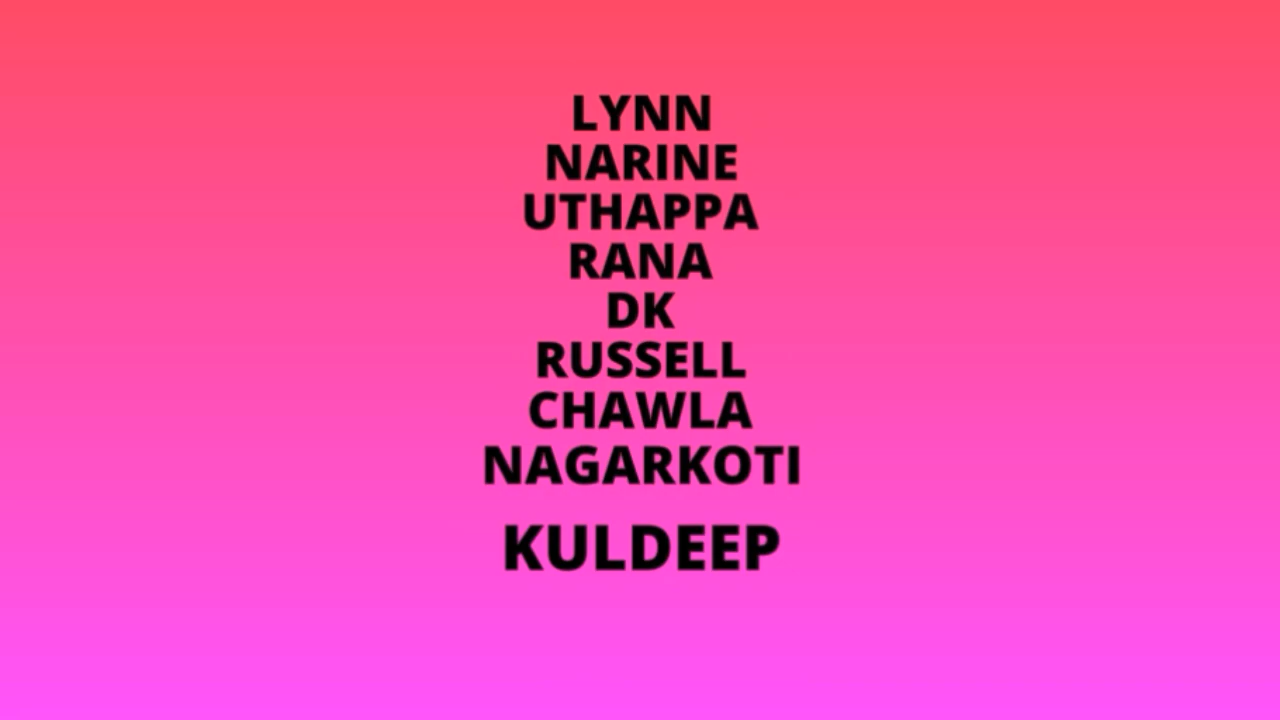 LYNN
NARINE
UTHAPPA
RANA
DK
RUSSELL
CHAWLA
NAGARKOTI
KULDEEP